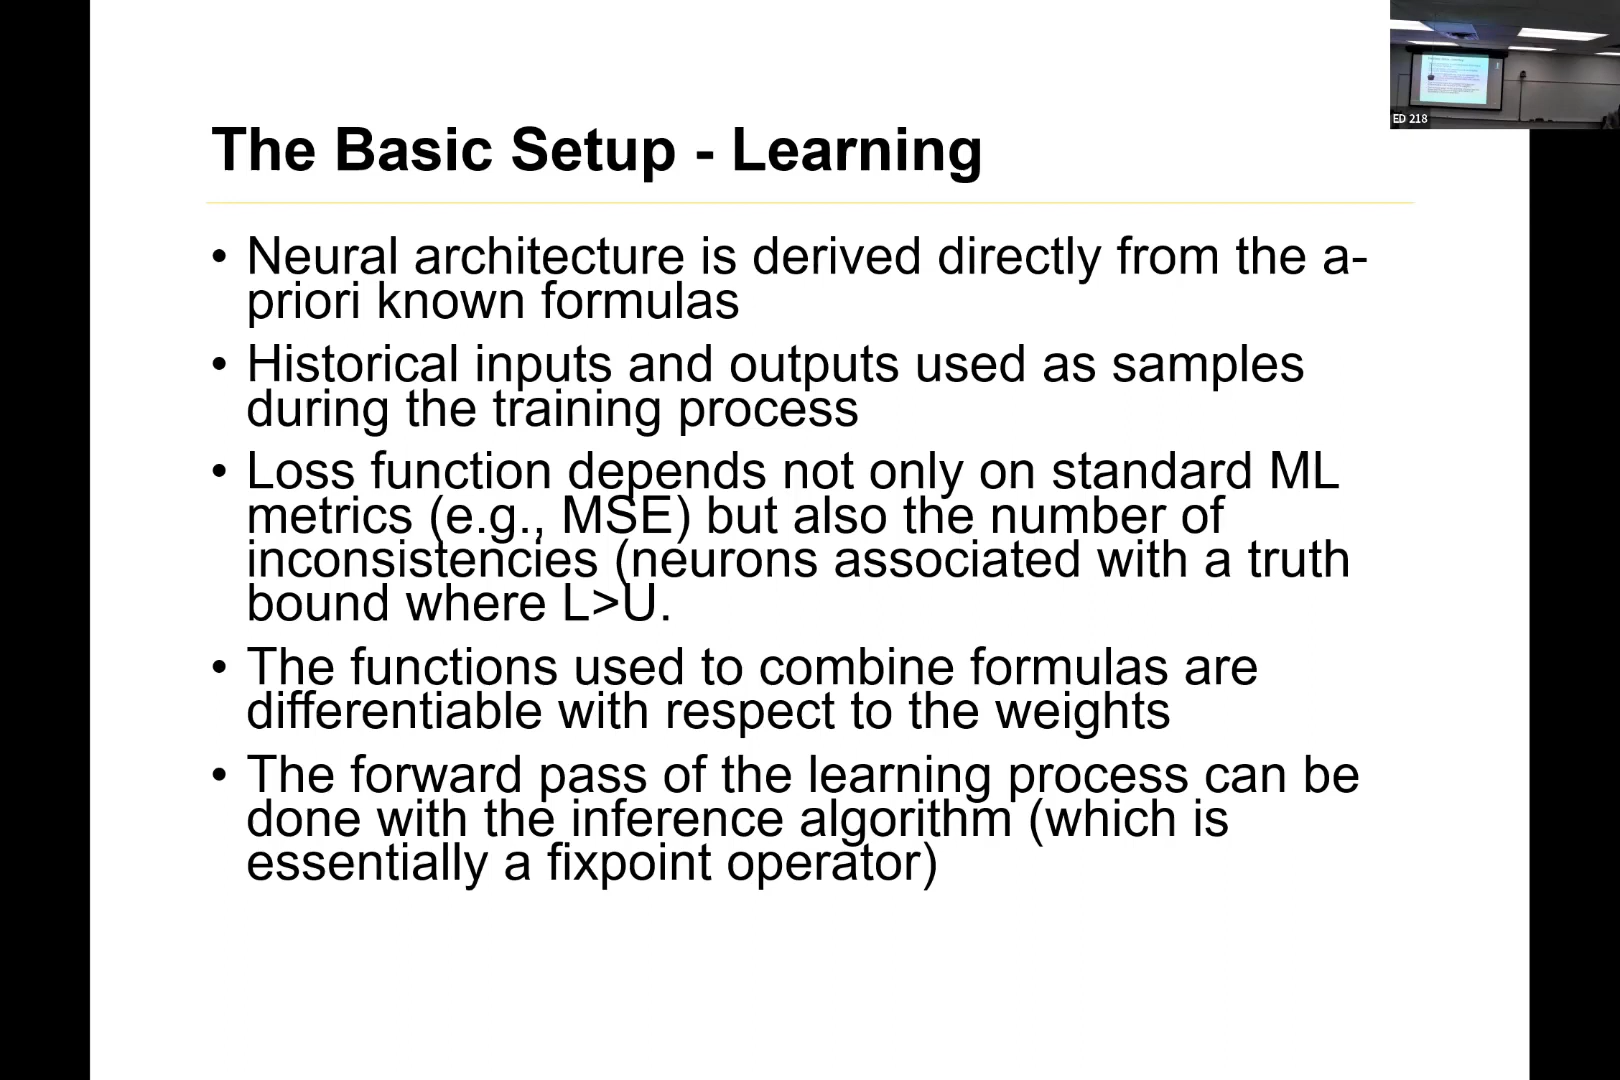 ED 218
The Basic Setup - Learning
• Neural architecture is derived directly from the a-
priori known formulas
• Historical inputs and outputs used as samples
during the training process
• Loss function depends not only on standard ML
metrics (e.g., MSE) but also the number of
inconsistencies (neurons associated with a truth
bound where L>U.
• The functions used to combine formulas are
differentiable with respect to the weights
• The forward pass of the learning process can be
done with the inference algorithm (which is
essentially a fixpoint operator)